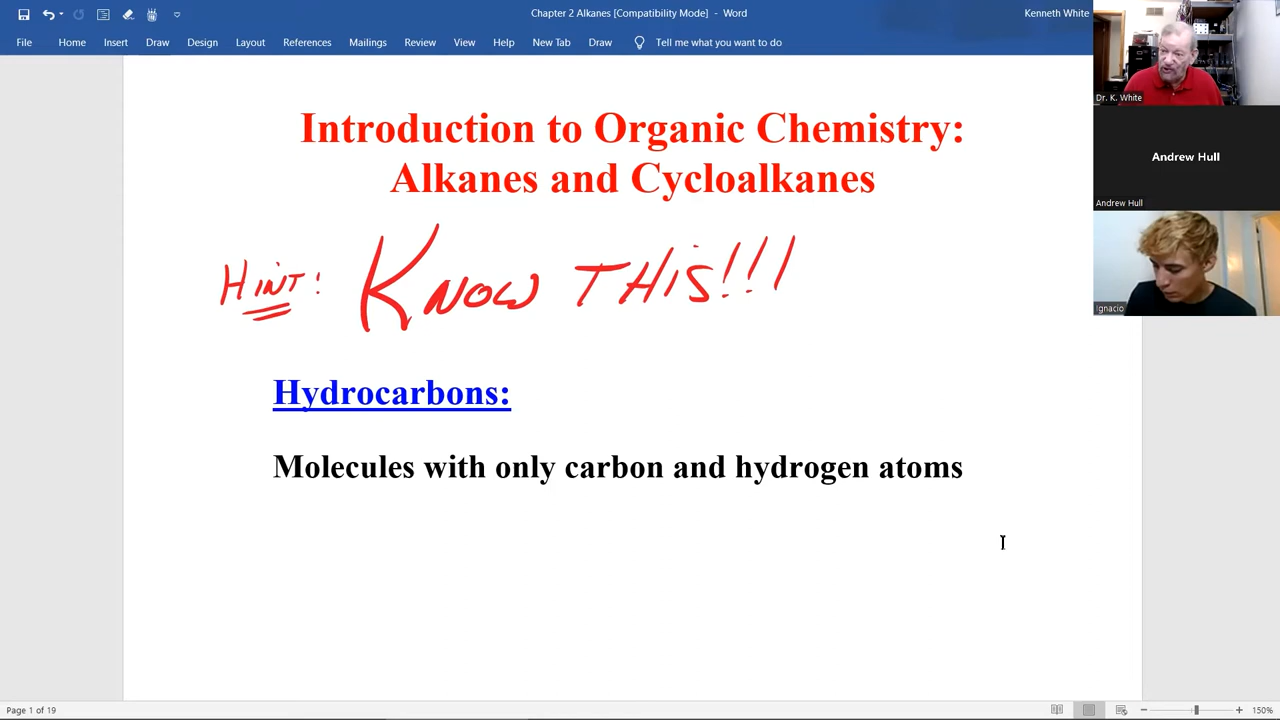 Chapter 2 Alkanes [Compatibility Mode] - Word
Kenneth White
File Home Insert Draw Design Layout References Mailings Review View Help New Tab Draw Tell me what you want to do
Dr. K. White
Andrew Hull
Andrew Hull
Ignacio
Introduction to Organic Chemistry:
Alkanes and Cycloalkanes
HINT: KNOW THIS!!!
Hydrocarbons:
Molecules with only carbon and hydrogen atoms
Page 1 of 19
150%